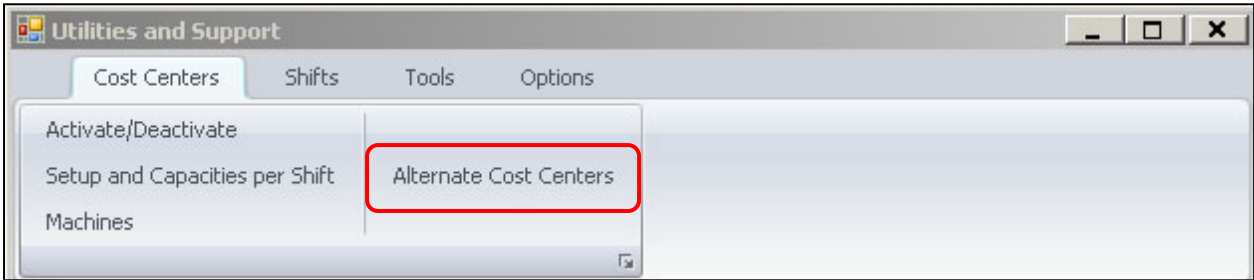 Utilities and Support
Cost Centers Shifts Tools Options
Activate/Deactivate
Setup and Capacities per Shift Alternate Cost Centers
Machines